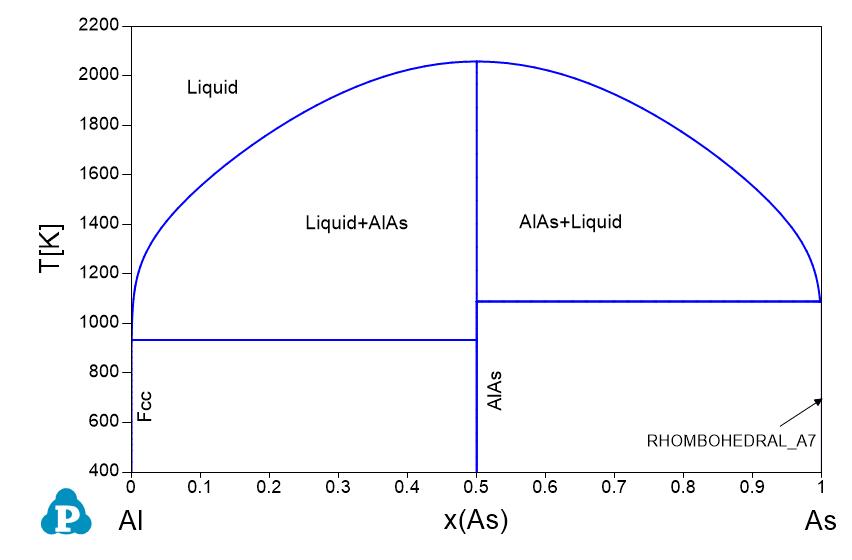 2200
2000
1800
1600
1400
1200
1000
800
600
400
T[K]
Liquid
Liquid+AlAs
AlAs+Liquid
Fcc
AlAs
RHOMBOHEDRAL_A7
0 0.1 0.2 0.3 0.4 0.5 0.6 0.7 0.8 0.9 1
P
Al x(As) As